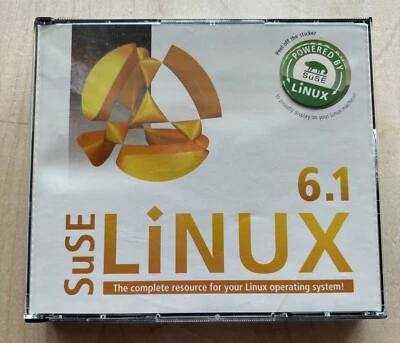 Peel off the sticker
POWERED BY
SuSE
LiNUX
to proudly display on your Linux machine!
6.1
SuSE
LiNUX
The complete resource for your Linux operating system!